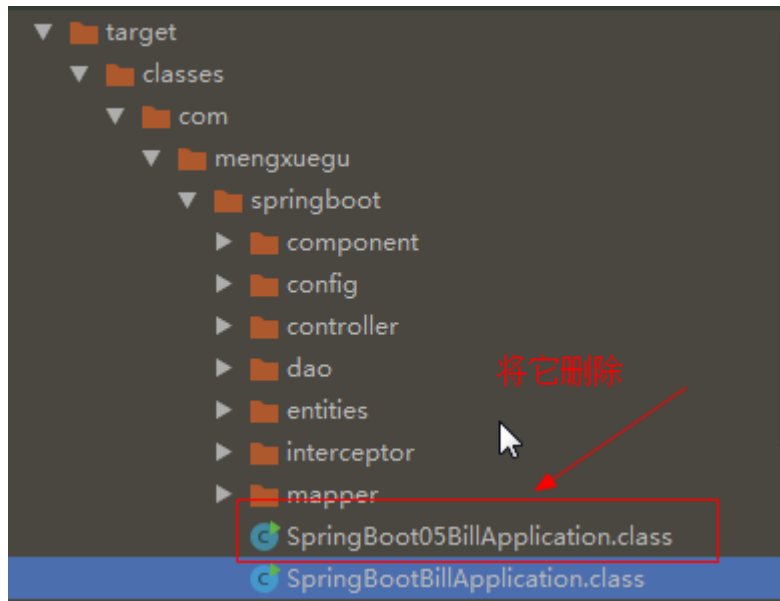 target
classes
com
mengxuegu
springboot
component
config
controller
dao
将它删除
entities
interceptor
mapper
SpringBoot05BillApplication.class
SpringBootBillApplication.class